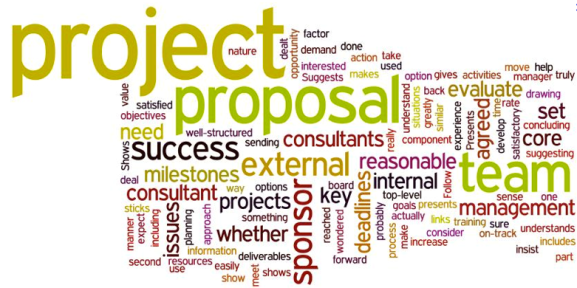 project
nature
dealt
opportunity
factor
demand done
action take
interested used
Suggests makes
option gives activities
move help
manager truly
proposal
understand
situations
greatly
back
similar
evaluate
drawing
experience
Presents
agreed
time
rate
develop
satisfactory
set
concluding
core
suggesting
value
satisfied
objectives
need
well-structured
sending
consultants
really
component
Shows
success
external
reasonable
team
deal
milestones
consultant
way options
board
key
internal
top-level
Follow
sense one
management
projects
sponsor
deadlines
goals presents
actually links training sure
understands
sticks
manner
expect
including
issues
planning
approach
something
whether
reached
wondered
probably
process
make
consider on-track
includes
increase
insist
part
information deliverables
forward
second resources easily
use
show meet shows